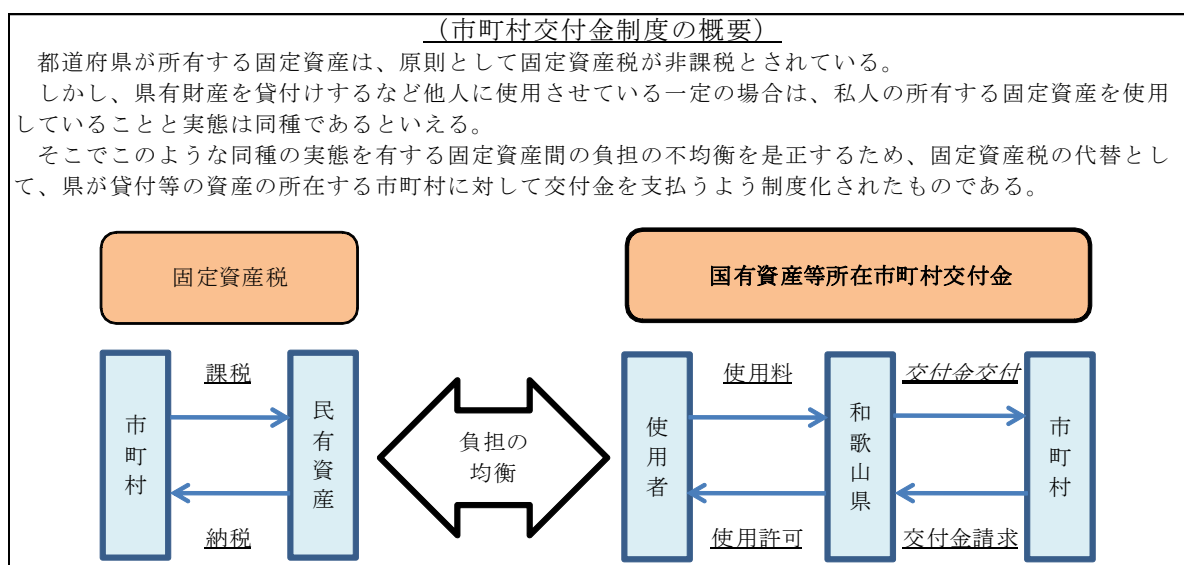 （市町村交付金制度の概要）
都道府県が所有する固定資産は、原則として固定資産税が非課税とされている。
しかし、県有財産を貸付けするなど他人に使用させている一定の場合は、私人の所有する固定資産を使用
していることと実態は同種であるといえる。
そこでこのような同種の実態を有する固定資産間の負担の不均衡を是正するため、固定資産税の代替とし
て、県が貸付等の資産の所在する市町村に対して交付金を支払うよう制度化されたものである。
固定資産税
国有資産等所在市町村交付金
市町村
課税
納税
民有資産
負担の
均衡
使用者
使用料
使用許可
和歌山県
交付金交付
交付金請求
市町村